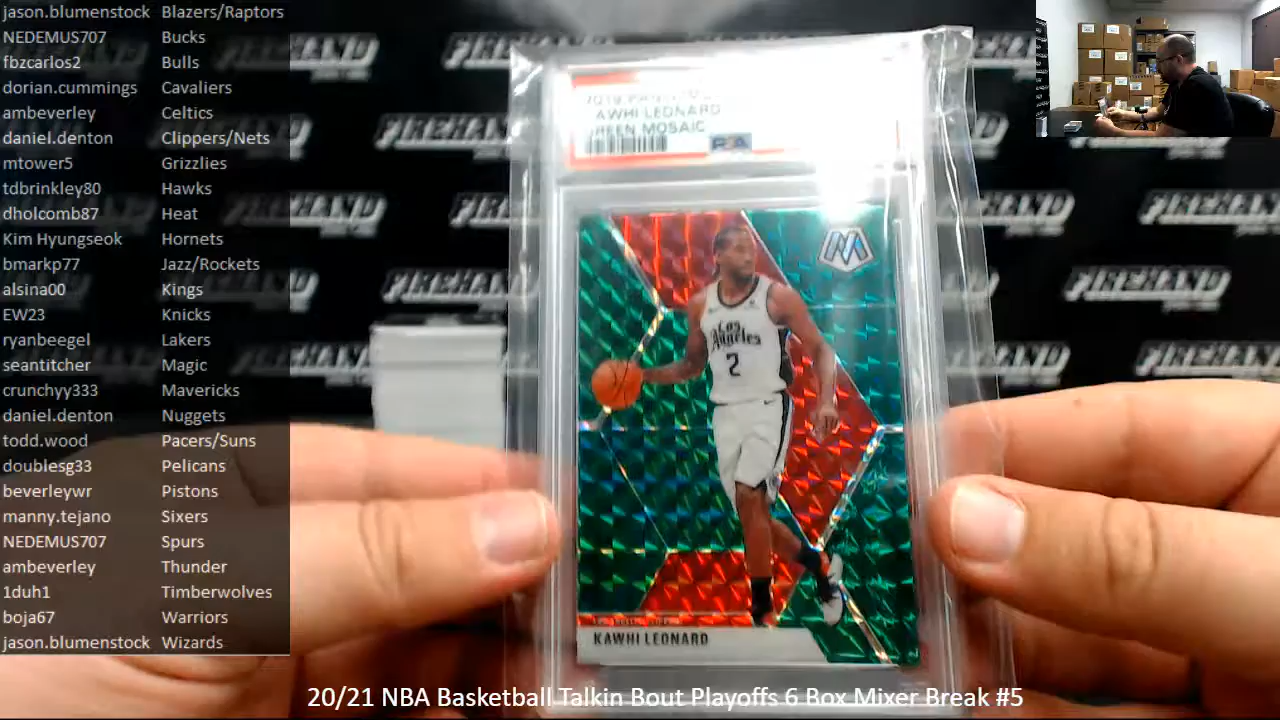 jason.blumenstock Blazers/Raptors
NEDEMUS707 Bucks
fbzcarlos2 Bulls
dorian.cummings Cavaliers
ambeverley Celtics
daniel.denton Clippers/Nets
mtower5 Grizzlies
tdbrinkley80 Hawks
dholcomb87 Heat
Kim Hyungseok Hornets
bmarkp77 Jazz/Rockets
alsina00 Kings
EW23 Knicks
ryanbeegel Lakers
seantitcher Magic
crunchyy333 Mavericks
daniel.denton Nuggets
todd.wood Pacers/Suns
doublesg33 Pelicans
beverleywr Pistons
manny.tejano Sixers
NEDEMUS707 Spurs
ambeverley Thunder
1duh1 Timberwolves
boja67 Warriors
jason.blumenstock Wizards
FIREHAND
LEONARD
MOSAIC
PSA
M
Los
Angeles
2
KAWHI LEONARD
20/21 NBA Basketball Talkin Bout Playoffs 6 Box Mixer Break #5